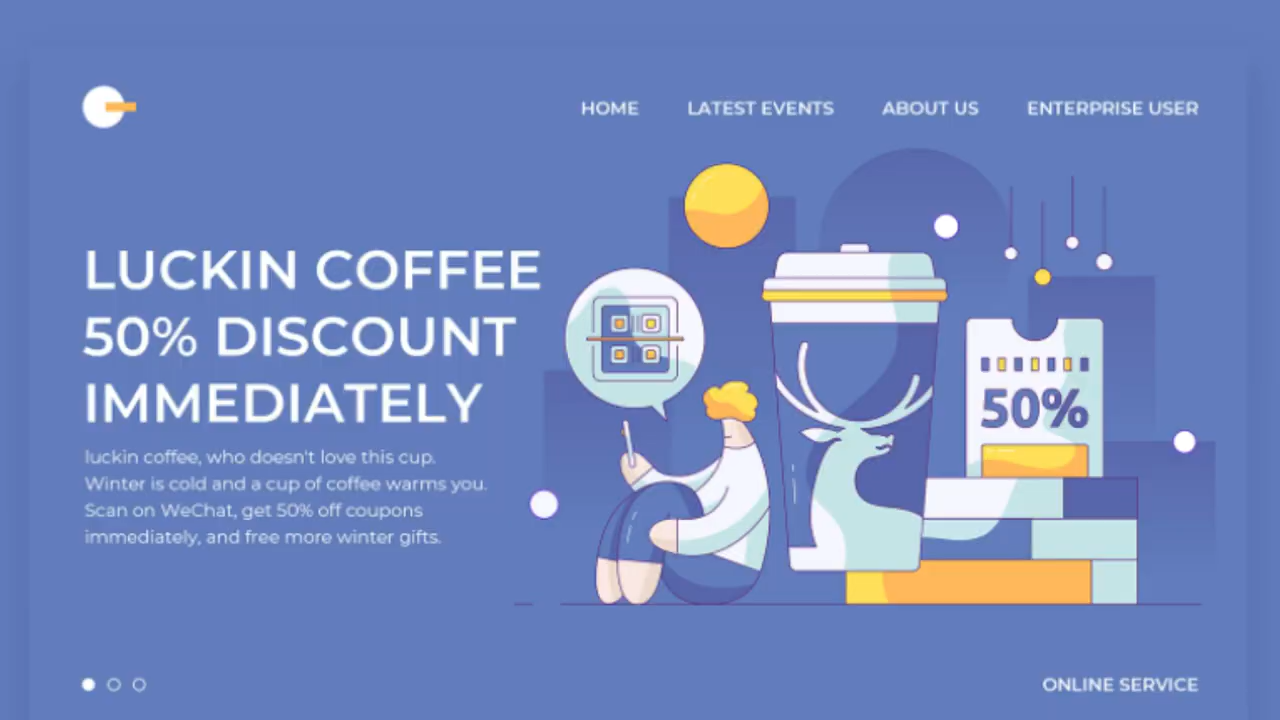 HOME LATEST EVENTS ABOUT US ENTERPRISE USER
LUCKIN COFFEE
50% DISCOUNT
IMMEDIATELY
luckin coffee, who doesn't love this cup.
Winter is cold and a cup of coffee warms you.
Scan on WeChat, get 50% off coupons
immediately, and free more winter gifts.
50%
ONLINE SERVICE